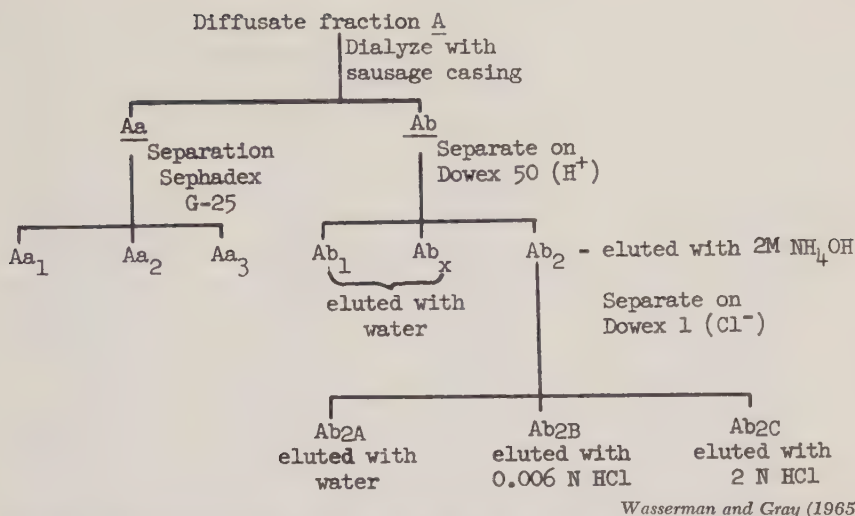 Diffusate fraction A
Dialyze with
sausage casing
Aa
Ab
Separation
Sephadex
G-25
Separate on
Dowex 50 (H⁺)
Aa₁ Aa₂ Aa₃
Ab₁ Abₓ Ab₂ - eluted with 2M NH₄OH
eluted with
water
Separate on
Dowex 1 (Cl⁻)
Ab2A
eluted with
water
Ab2B
eluted with
0.006 N HCl
Ab2C
eluted with
2 N HCl
Wasserman and Gray (1965